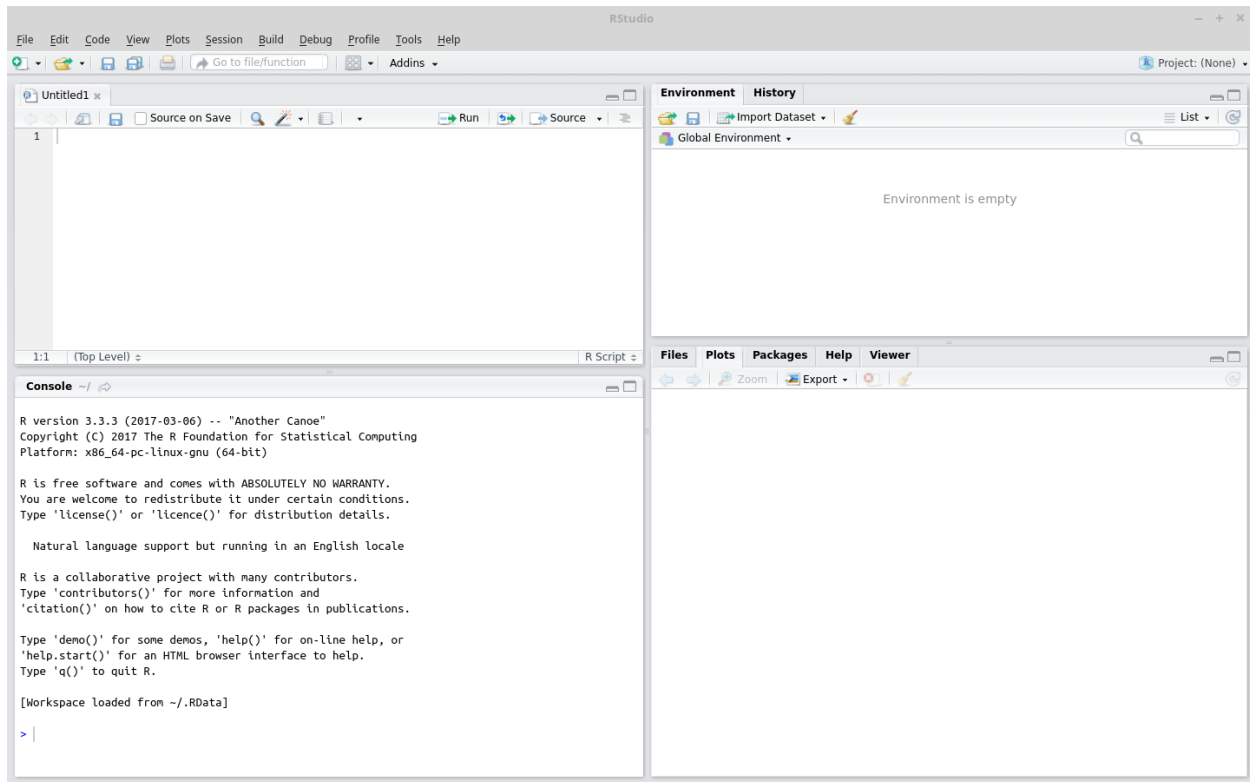 RStudio
File Edit Code View Plots Session Build Debug Profile Tools Help
Go to file/function Addins Project: (None)
Untitled1
Source on Save Run Source
1
1:1 (Top Level) R Script
Console ~/
R version 3.3.3 (2017-03-06) -- "Another Canoe"
Copyright (C) 2017 The R Foundation for Statistical Computing
Platform: x86_64-pc-linux-gnu (64-bit)
R is free software and comes with ABSOLUTELY NO WARRANTY.
You are welcome to redistribute it under certain conditions.
Type 'license()' or 'licence()' for distribution details.
Natural language support but running in an English locale
R is a collaborative project with many contributors.
Type 'contributors()' for more information and
'citation()' on how to cite R or R packages in publications.
Type 'demo()' for some demos, 'help()' for on-line help, or
'help.start()' for an HTML browser interface to help.
Type 'q()' to quit R.
[Workspace loaded from ~/.RData]
>
Environment History
Import Dataset List
Global Environment
Environment is empty
Files Plots Packages Help Viewer
Zoom Export